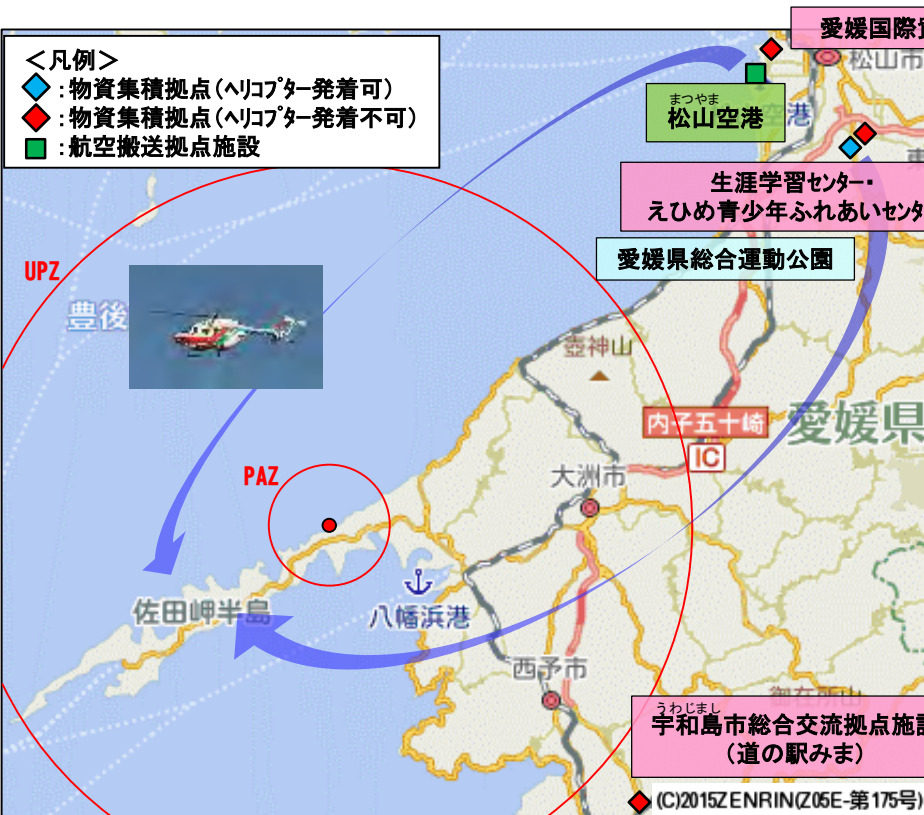 愛媛国際
＜凡例＞
：物資集積拠点（ヘリコプター発着可）
：物資集積拠点（ヘリコプター発着不可）
：航空搬送拠点施設
松山市
まつやま
松山空港
港
生涯学習センター・
えひめ青少年ふれあいセンタ
愛媛県総合運動公園
UPZ
豊後
壺神山
内子五十崎
IC
愛媛県
PAZ
大洲市
佐田岬半島
八幡浜港
西予市
御在所山
うわじまし
宇和島市総合交流拠点施設
（道の駅みま）
(C)2015ZENRIN(Z05E-第175号)